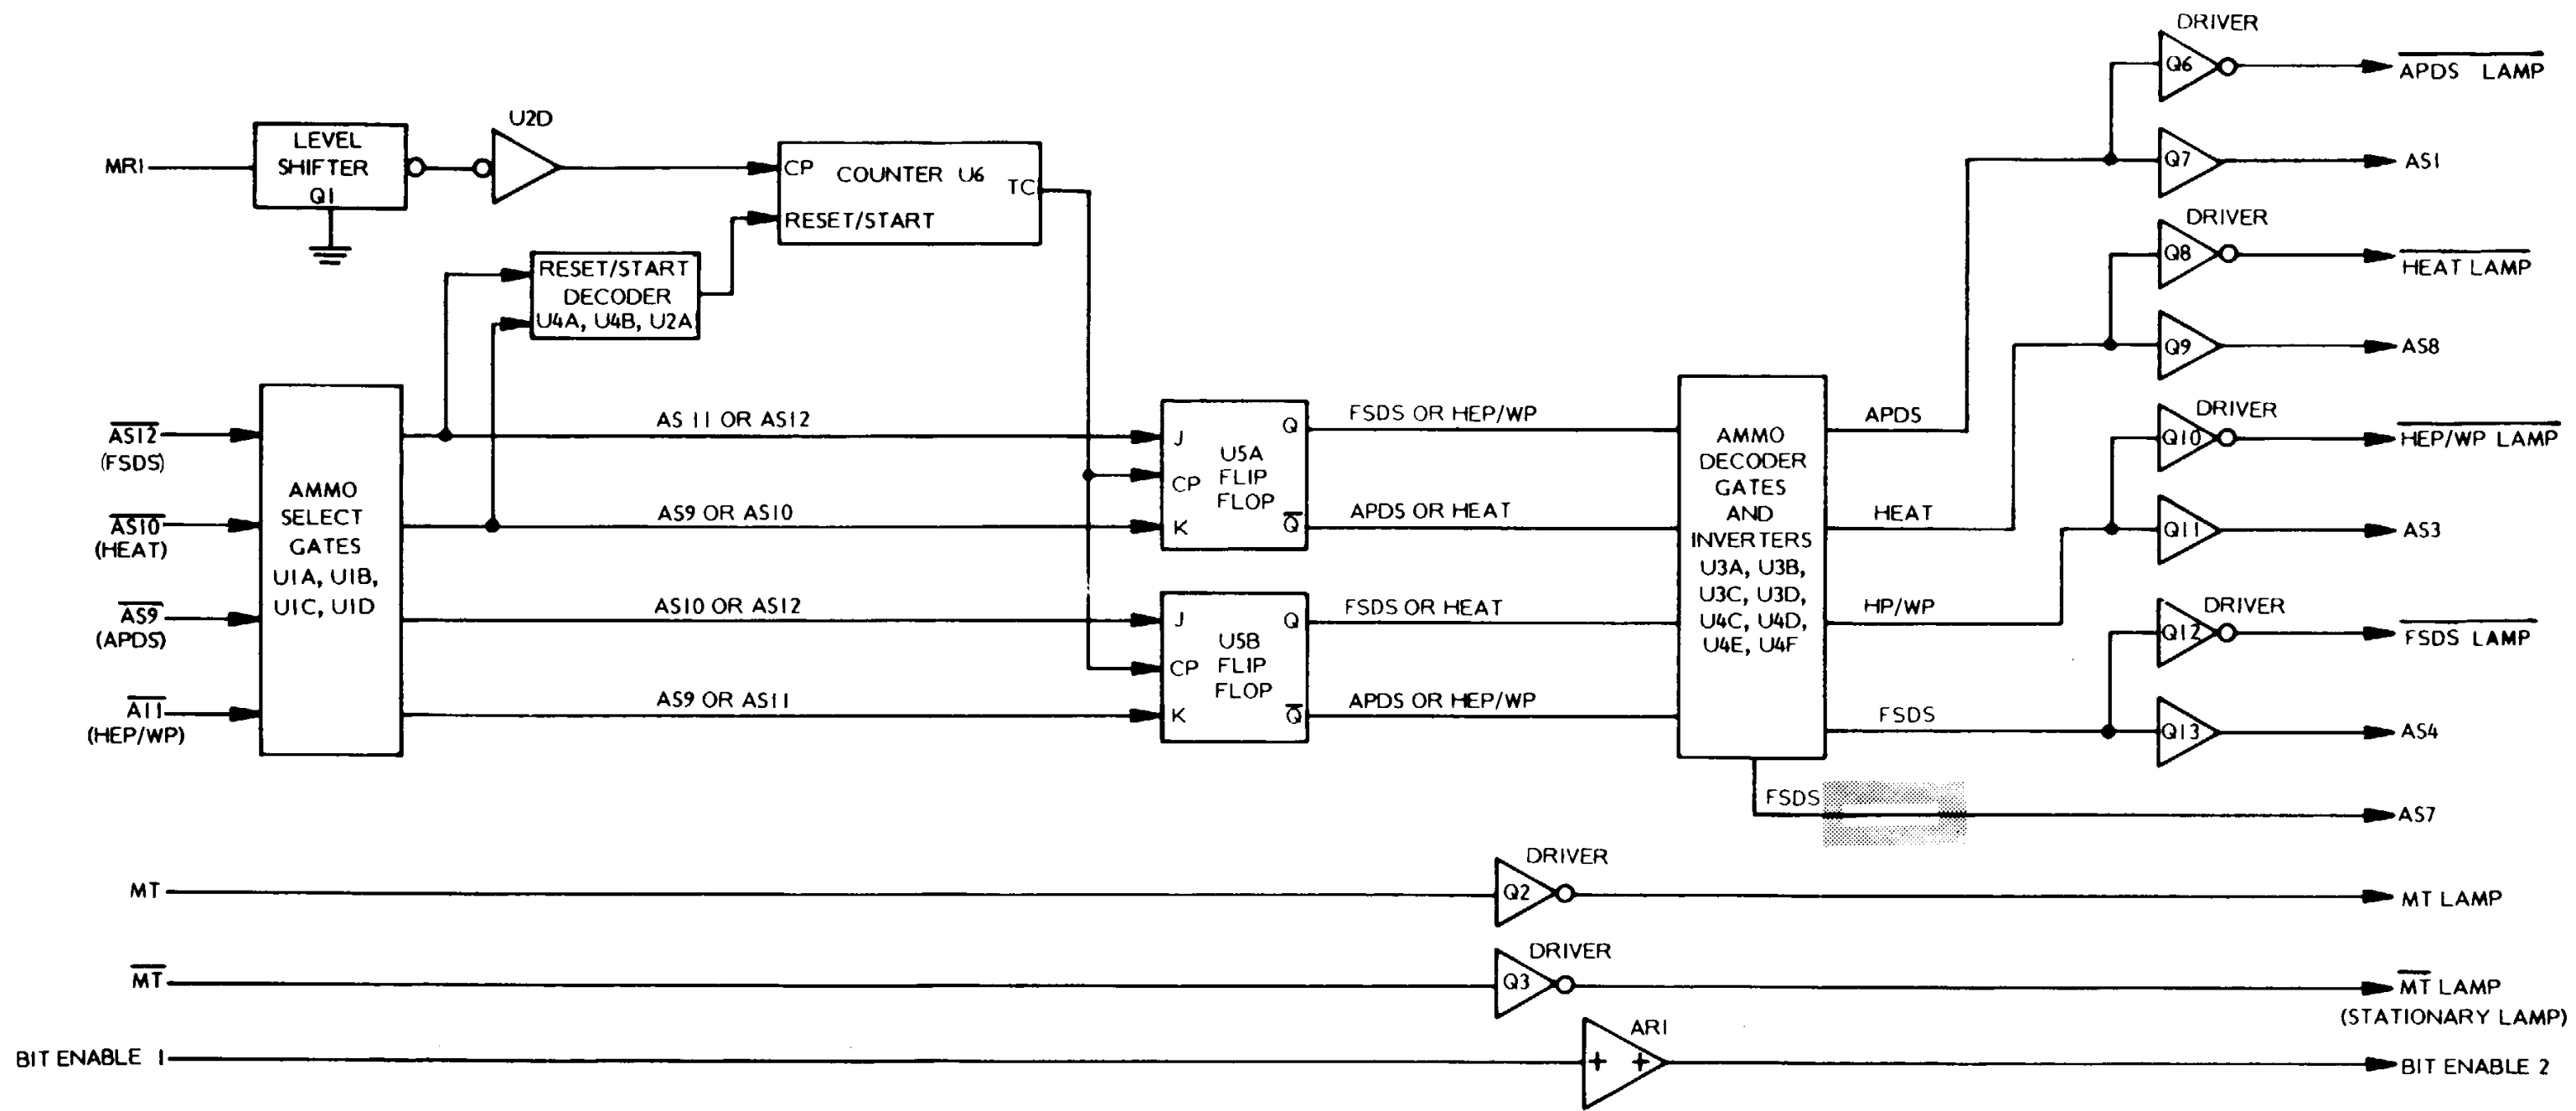 DRIVER
Q6
APDS LAMP
U2D
LEVEL
SHIFTER
Q1
MR1
CP
COUNTER U6
TC
RESET/START
Q7
AS1
DRIVER
Q8
HEAT LAMP
RESET/START
DECODER
U4A, U4B, U2A
Q9
AS8
AS12
(FSDS)
AS10
(HEAT)
AS9
(APDS)
A11
(HEP/WP)
AMMO
SELECT
GATES
U1A, U1B,
U1C, U1D
AS 11 OR AS12
AS9 OR AS10
AS10 OR AS12
AS9 OR AS11
J
CP
K
U5A
FLIP
FLOP
Q
Q
J
CP
K
U5B
FLIP
FLOP
Q
Q
FSDS OR HEP/WP
APDS OR HEAT
FSDS OR HEAT
APDS OR HEP/WP
AMMO
DECODER
GATES
AND
INVERTERS
U3A, U3B,
U3C, U3D,
U4C, U4D,
U4E, U4F
APDS
HEAT
HP/WP
FSDS
FSDS
DRIVER
Q10
HEP/WP LAMP
Q11
AS3
DRIVER
Q12
FSDS LAMP
Q13
AS4
AS7
MT
DRIVER
Q2
MT LAMP
MT
DRIVER
Q3
MT LAMP
(STATIONARY LAMP)
BIT ENABLE 1
AR1
+ +
BIT ENABLE 2